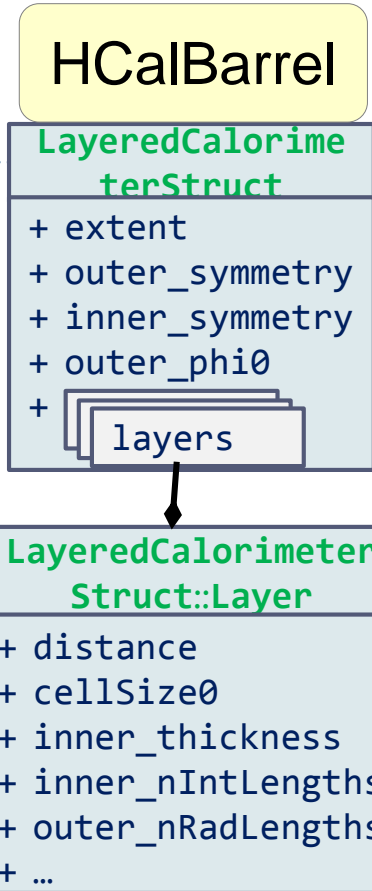 HCalBarrel
LayeredCalorime
terStruct
+ extent
+ outer_symmetry
+ inner_symmetry
+ outer_phi0
+ layers
LayeredCalorimeter
Struct::Layer
+ distance
+ cellSize0
+ inner_thickness
+ inner_nIntLengths
+ outer_nRadLengths
+ …